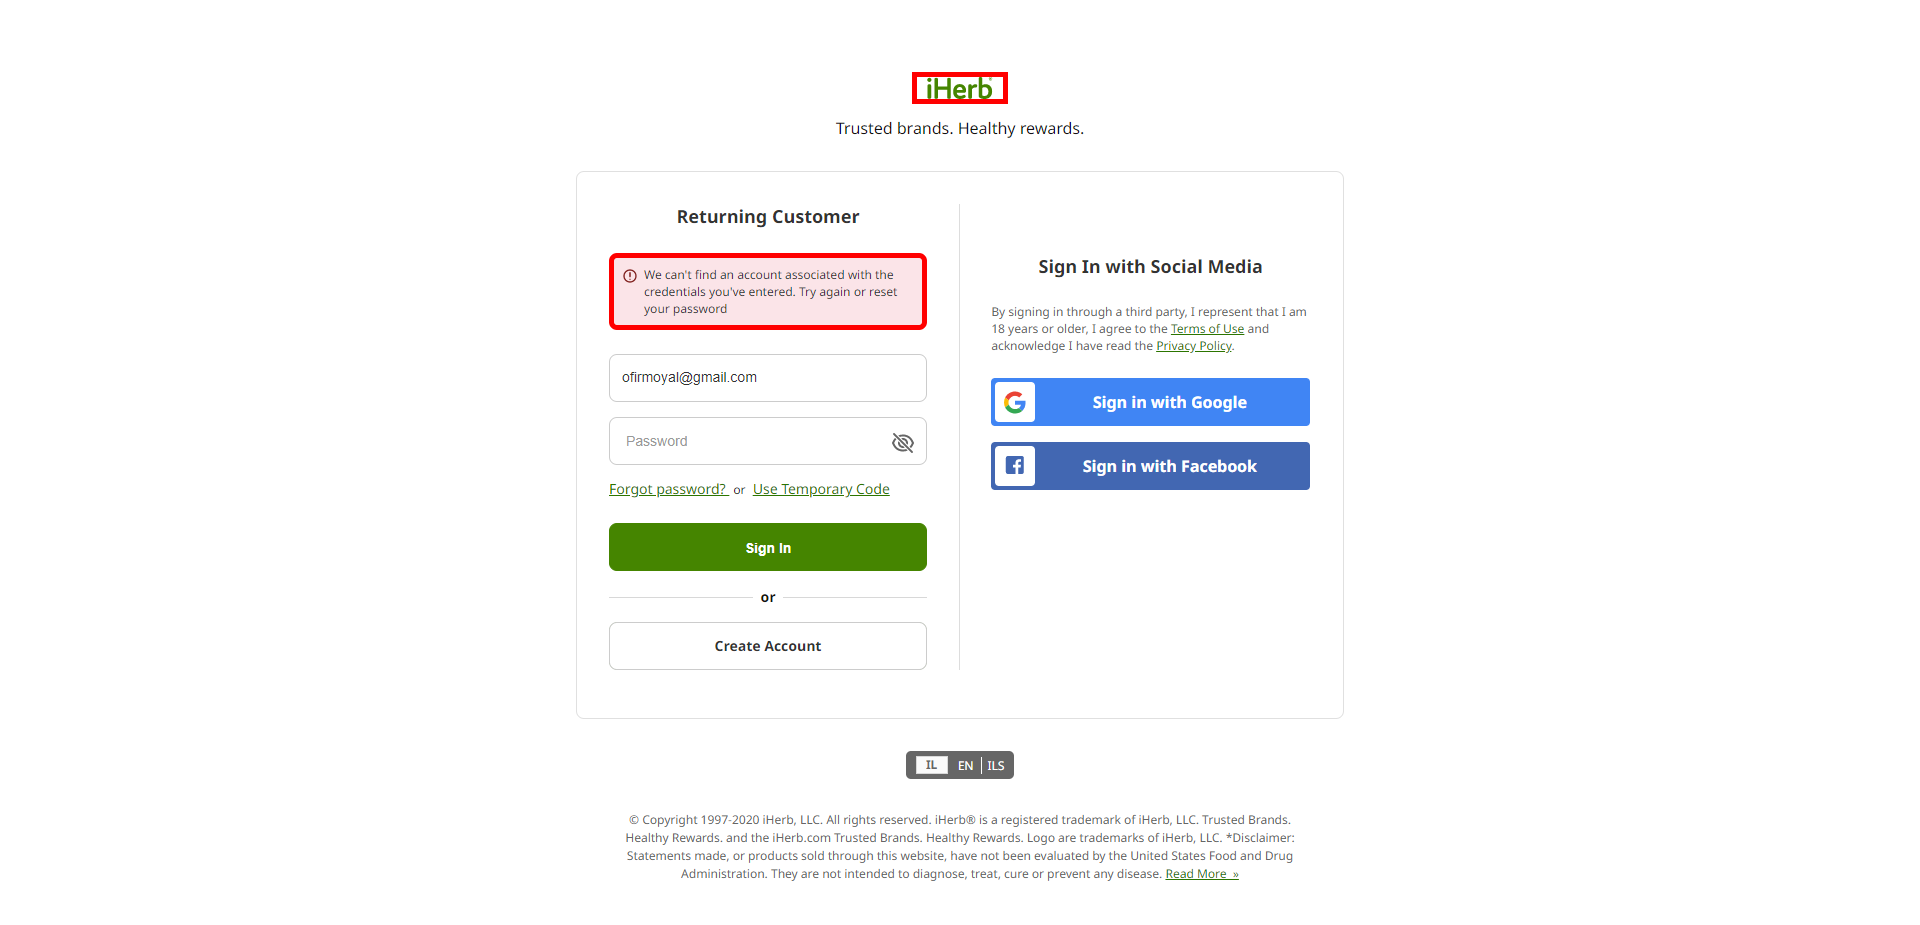 iHerb
Trusted brands. Healthy rewards.
Returning Customer
We can't find an account associated with the
credentials you've entered. Try again or reset
your password
ofirmoyal@gmail.com
Password
Forgot password? or Use Temporary Code
Sign In
or
Create Account
Sign In with Social Media
By signing in through a third party, I represent that I am
18 years or older, I agree to the Terms of Use and
acknowledge I have read the Privacy Policy.
Sign in with Google
Sign in with Facebook
IL EN ILS
© Copyright 1997-2020 iHerb, LLC. All rights reserved. iHerb® is a registered trademark of iHerb, LLC. Trusted Brands.
Healthy Rewards. and the iHerb.com Trusted Brands. Healthy Rewards. Logo are trademarks of iHerb, LLC. *Disclaimer:
Statements made, or products sold through this website, have not been evaluated by the United States Food and Drug
Administration. They are not intended to diagnose, treat, cure or prevent any disease. Read More »